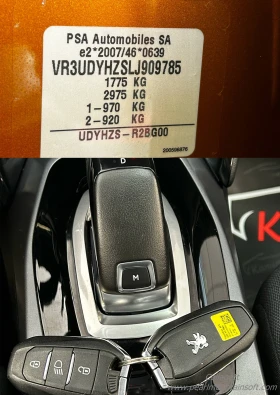 PSA Automobiles SA
e2*2007/46*0639
VR3UDYHZSLJ909785
1775 KG
2975 KG
1-970 KG
2-920 KG
UDYHZS-R2BG00
D
M
K